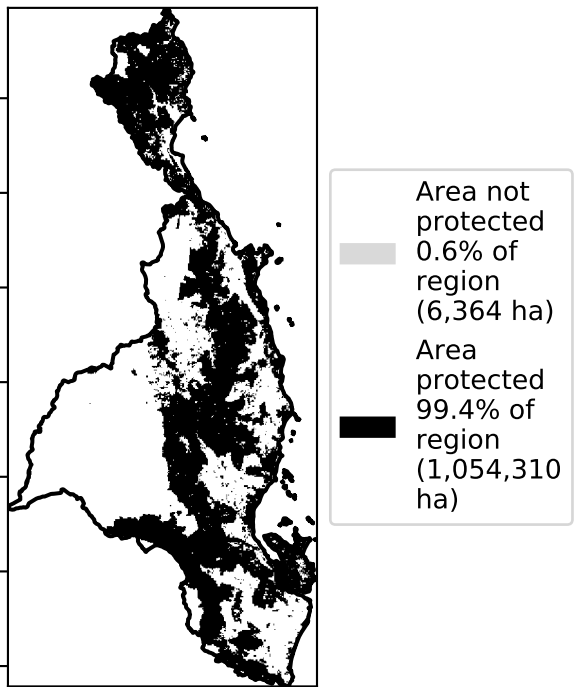 Area not
protected
0.6% of
region
(6,364 ha)
Area
protected
99.4% of
region
(1,054,310
ha)